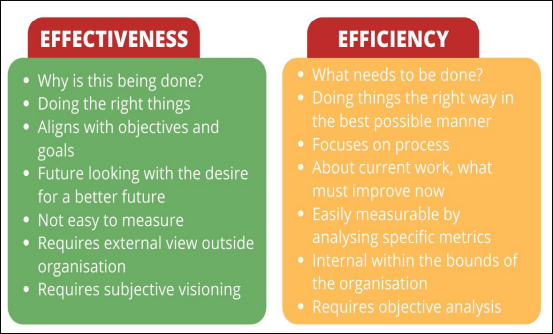 EFFECTIVENESS
• Why is this being done?
• Doing the right things
• Aligns with objectives and
goals
• Future looking with the desire
for a better future
• Not easy to measure
• Requires external view outside
organisation
• Requires subjective visioning
EFFICIENCY
• What needs to be done?
• Doing things the right way in
the best possible manner
• Focuses on process
• About current work, what
must improve now
• Easily measurable by
analysing specific metrics
• Internal within the bounds of
the organisation
• Requires objective analysis